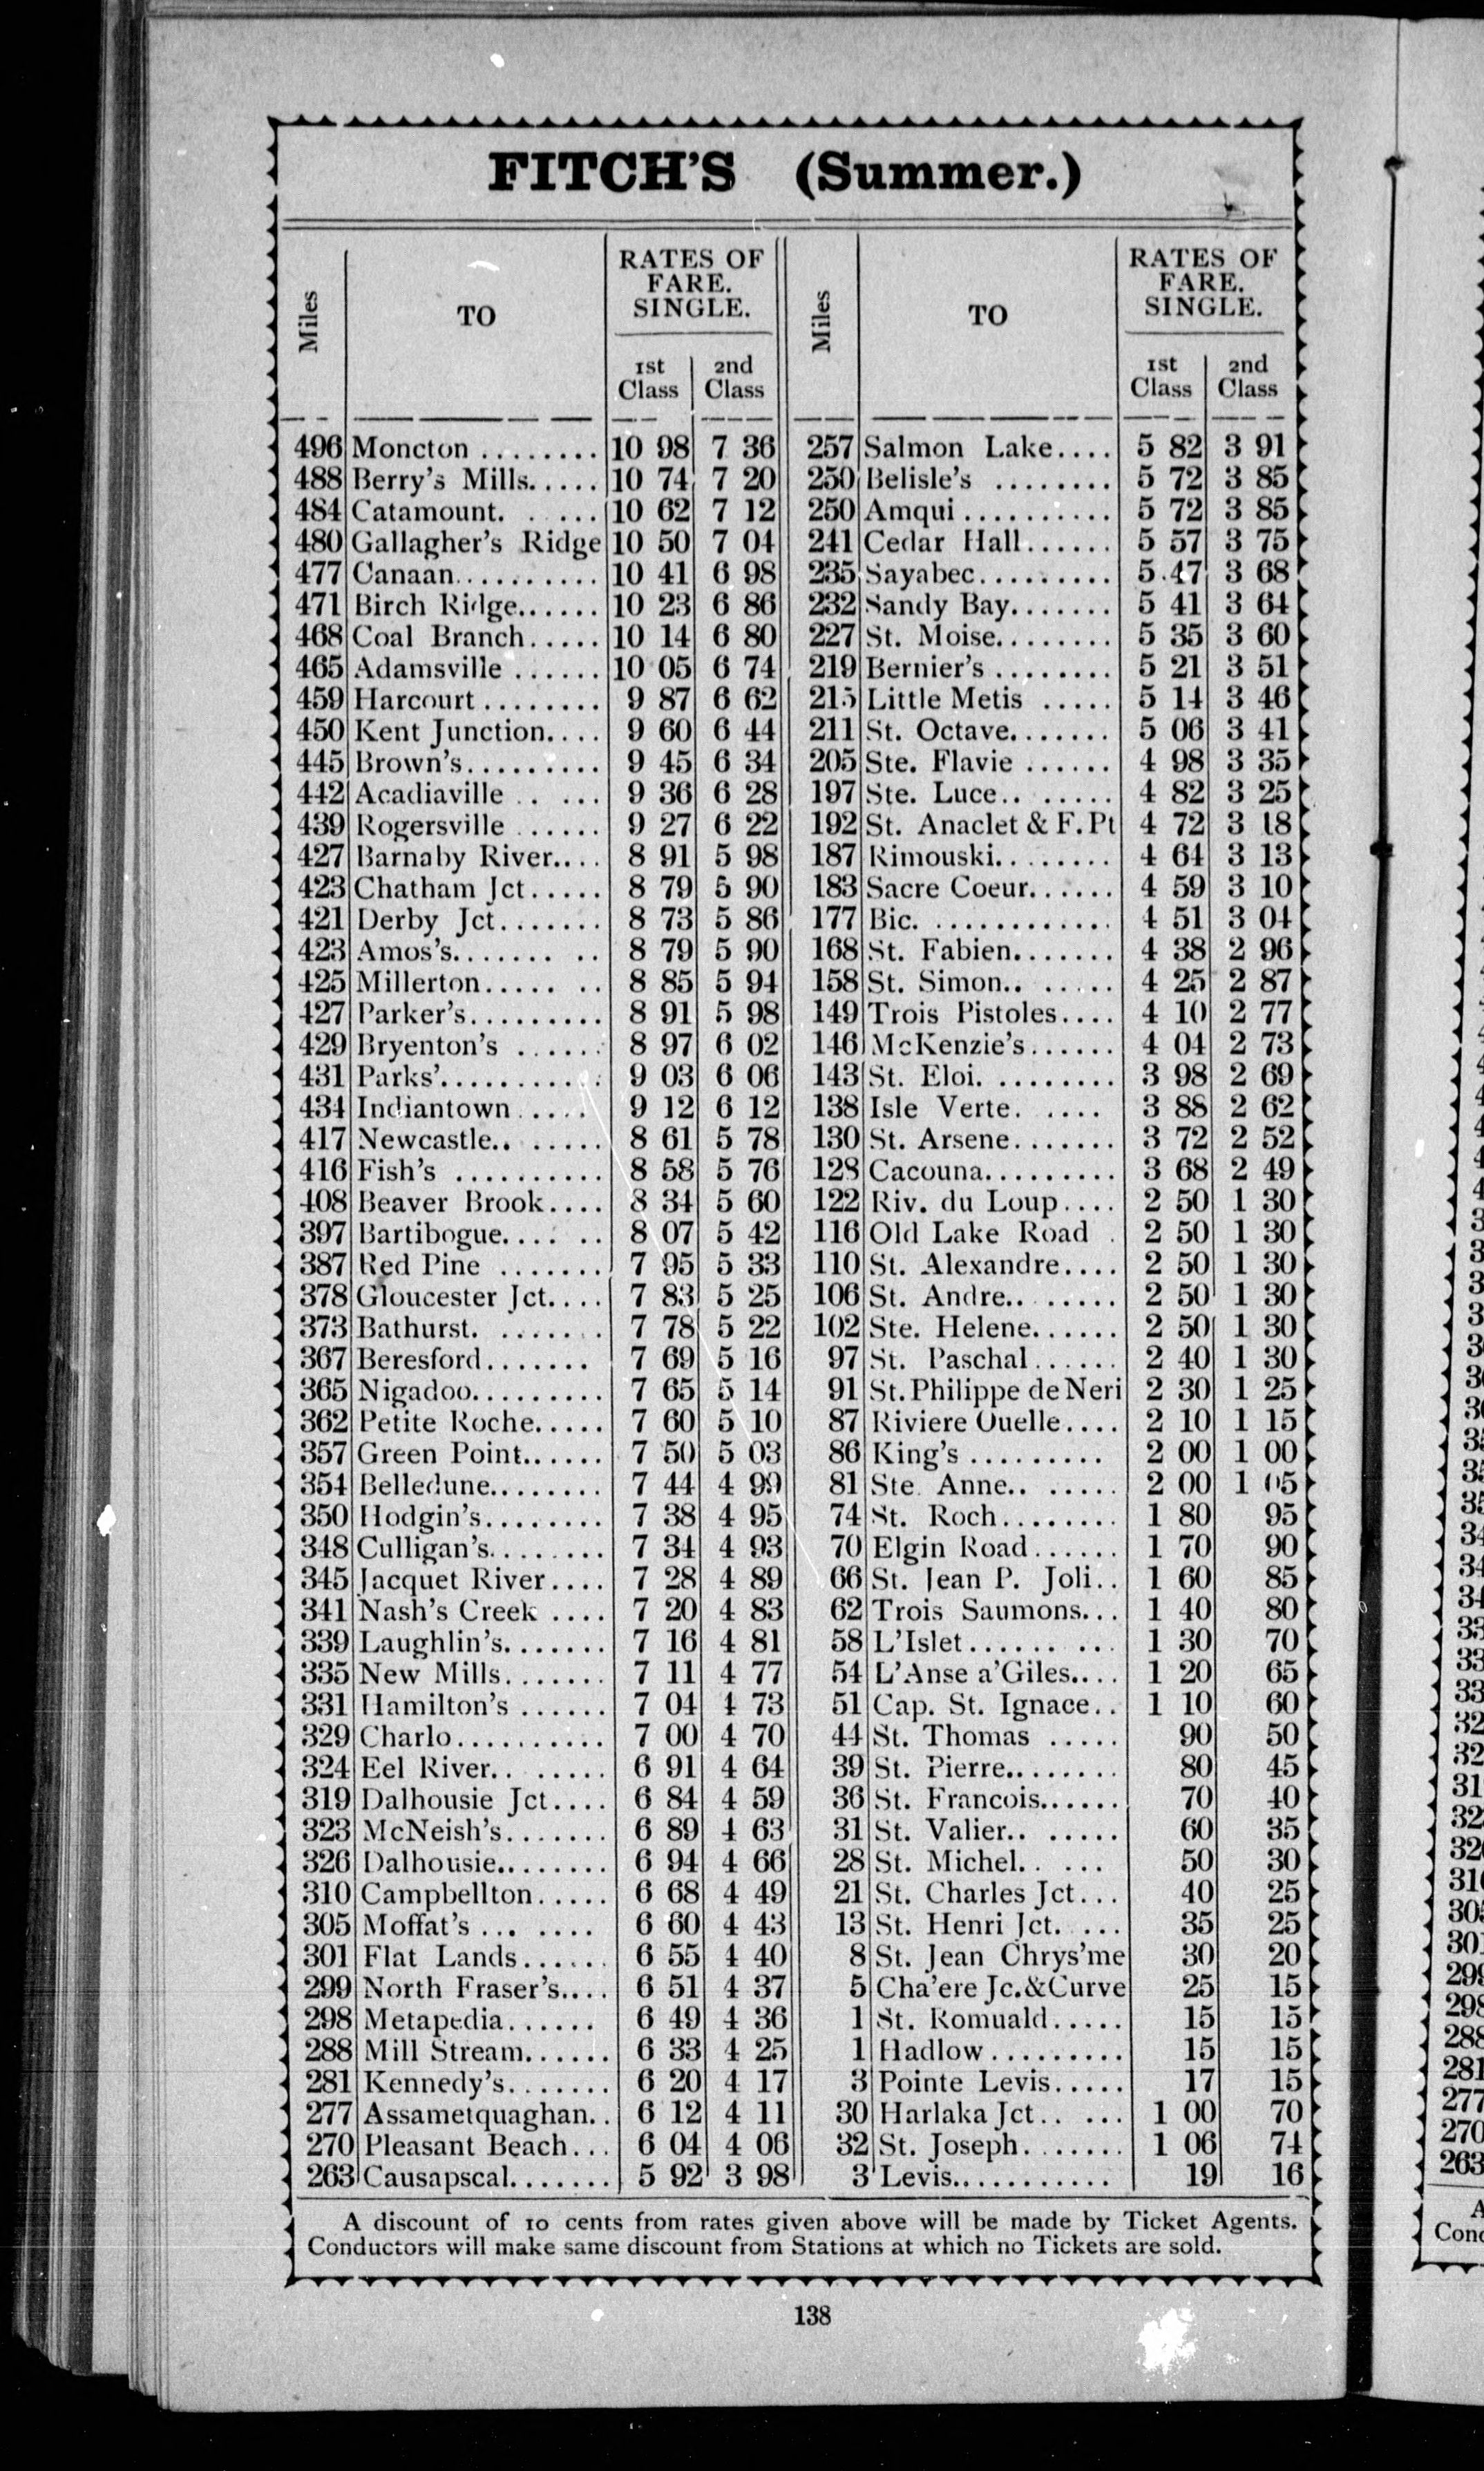 FITCH'S (Summer.)
Miles TO RATES OF FARE. SINGLE. 1st Class 2nd Class
496 Moncton ........ 10 98 7 36
488 Berry's Mills..... 10 74 7 20
484 Catamount. . .... 10 62 7 12
480 Gallagher's Ridge 10 50 7 04
477 Canaan.......... 10 41 6 98
471 Birch Ridge...... 10 23 6 86
468 Coal Branch..... 10 14 6 80
465 Adamsville ...... 10 05 6 74
459 Harcourt ........ 9 87 6 62
450 Kent Junction.... 9 60 6 44
445 Brown's.......... 9 45 6 34
442 Acadiaville .. ... 9 36 6 28
439 Rogersville ...... 9 27 6 22
427 Barnaby River.... 8 91 5 98
423 Chatham Jct..... 8 79 5 90
421 Derby Jct....... 8 73 5 86
423 Amos's....... .. 8 79 5 90
425 Millerton..... .. 8 85 5 94
427 Parker's......... 8 91 5 98
429 Bryenton's ...... 8 97 6 02
431 Parks'........... 9 03 6 06
434 Indiantown..... 9 12 6 12
417 Newcastle.. ...... 8 61 5 78
416 Fish's .......... 8 58 5 76
408 Beaver Brook.... 8 34 5 60
397 Bartibogue.... .. 8 07 5 42
387 Red Pine ....... 7 95 5 33
378 Gloucester Jct.... 7 83 5 25
373 Bathurst. ....... 7 78 5 22
367 Beresford....... 7 69 5 16
365 Nigadoo......... 7 65 5 14
362 Petite Roche..... 7 60 5 10
357 Green Point...... 7 50 5 03
354 Belledune........ 7 44 4 99
350 Hodgin's........ 7 38 4 95
348 Culligan's........ 7 34 4 93
345 Jacquet River.... 7 28 4 89
341 Nash's Creek .... 7 20 4 83
339 Laughlin's....... 7 16 4 81
335 New Mills....... 7 11 4 77
331 Hamilton's ...... 7 04 4 73
329 Charlo.......... 7 00 4 70
324 Eel River.. ...... 6 91 4 64
319 Dalhousie Jct.... 6 84 4 59
323 McNeish's....... 6 89 4 63
326 Dalhousie........ 6 94 4 66
310 Campbellton..... 6 68 4 49
305 Moffat's ... .... 6 60 4 43
301 Flat Lands...... 6 55 4 40
299 North Fraser's.... 6 51 4 37
298 Metapedia...... 6 49 4 36
288 Mill Stream...... 6 33 4 25
281 Kennedy's....... 6 20 4 17
277 Assametquaghan.. 6 12 4 11
270 Pleasant Beach... 6 04 4 06
263 Causapscal....... 5 92 3 98
Miles TO RATES OF FARE. SINGLE. 1st Class 2nd Class
257 Salmon Lake.... 5 82 3 91
250 Belisle's ........ 5 72 3 85
250 Amqui .......... 5 72 3 85
241 Cedar Hall...... 5 57 3 75
235 Sayabec......... 5.47 3 68
232 Sandy Bay....... 5 41 3 64
227 St. Moise........ 5 35 3 60
219 Bernier's ........ 5 21 3 51
215 Little Metis ..... 5 14 3 46
211 St. Octave....... 5 06 3 41
205 Ste. Flavie ...... 4 98 3 35
197 Ste. Luce.. ..... 4 82 3 25
192 St. Anaclet & F. Pt 4 72 3 18
187 Rimouski........ 4 64 3 13
183 Sacre Coeur...... 4 59 3 10
177 Bic. ............ 4 51 3 04
168 St. Fabien....... 4 38 2 96
158 St. Simon.. ..... 4 25 2 87
149 Trois Pistoles.... 4 10 2 77
146 McKenzie's...... 4 04 2 73
143 St. Eloi. ........ 3 98 2 69
138 Isle Verte. .... 3 88 2 62
130 St. Arsene....... 3 72 2 52
128 Cacouna.......... 3 68 2 49
122 Riv. du Loup.... 2 50 1 30
116 Old Lake Road . 2 50 1 30
110 St. Alexandre.... 2 50 1 30
106 St. Andre.. ...... 2 50 1 30
102 Ste. Helene...... 2 50 1 30
97 St. Paschal...... 2 40 1 30
91 St. Philippe de Neri 2 30 1 25
87 Riviere Ouelle.... 2 10 1 15
86 King's ......... 2 00 1 00
81 Ste. Anne.. ..... 2 00 1 05
74 St. Roch........ 1 80 95
70 Elgin Road...... 1 70 90
66 St. Jean P. Joli.. 1 60 85
62 Trois Saumons... 1 40 80
58 L'Islet...... ... 1 30 70
54 L'Anse a'Giles.... 1 20 65
51 Cap. St. Ignace.. 1 10 60
44 St. Thomas ..... 90 50
39 St. Pierre........ 80 45
36 St. Francois...... 70 40
31 St. Valier.. ..... 60 35
28 St. Michel.. ... 50 30
21 St. Charles Jct... 40 25
13 St. Henri Jct. ... 35 25
8 St. Jean Chrys'me 30 20
5 Cha'ere Jc.&Curve 25 15
1 St. Romuald..... 15 15
1 Hadlow......... 15 15
3 Pointe Levis..... 17 15
30 Harlaka Jct.. ... 1 00 70
32 St. Joseph....... 1 06 74
3 Levis........... 19 16
A discount of 10 cents from rates given above will be made by Ticket Agents.
Conductors will make same discount from Stations at which no Tickets are sold.
138